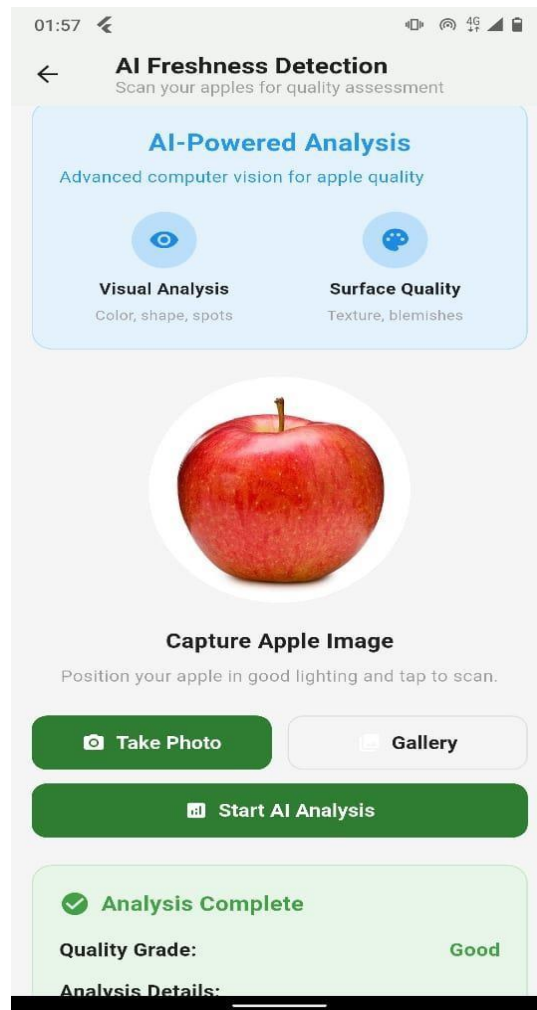 01:57
4G
AI Freshness Detection
Scan your apples for quality assessment
AI-Powered Analysis
Advanced computer vision for apple quality
Visual Analysis
Surface Quality
Color, shape, spots
Texture, blemishes
Capture Apple Image
Position your apple in good lighting and tap to scan.
Take Photo
Gallery
Start AI Analysis
Analysis Complete
Quality Grade: Good
Analysis Details: